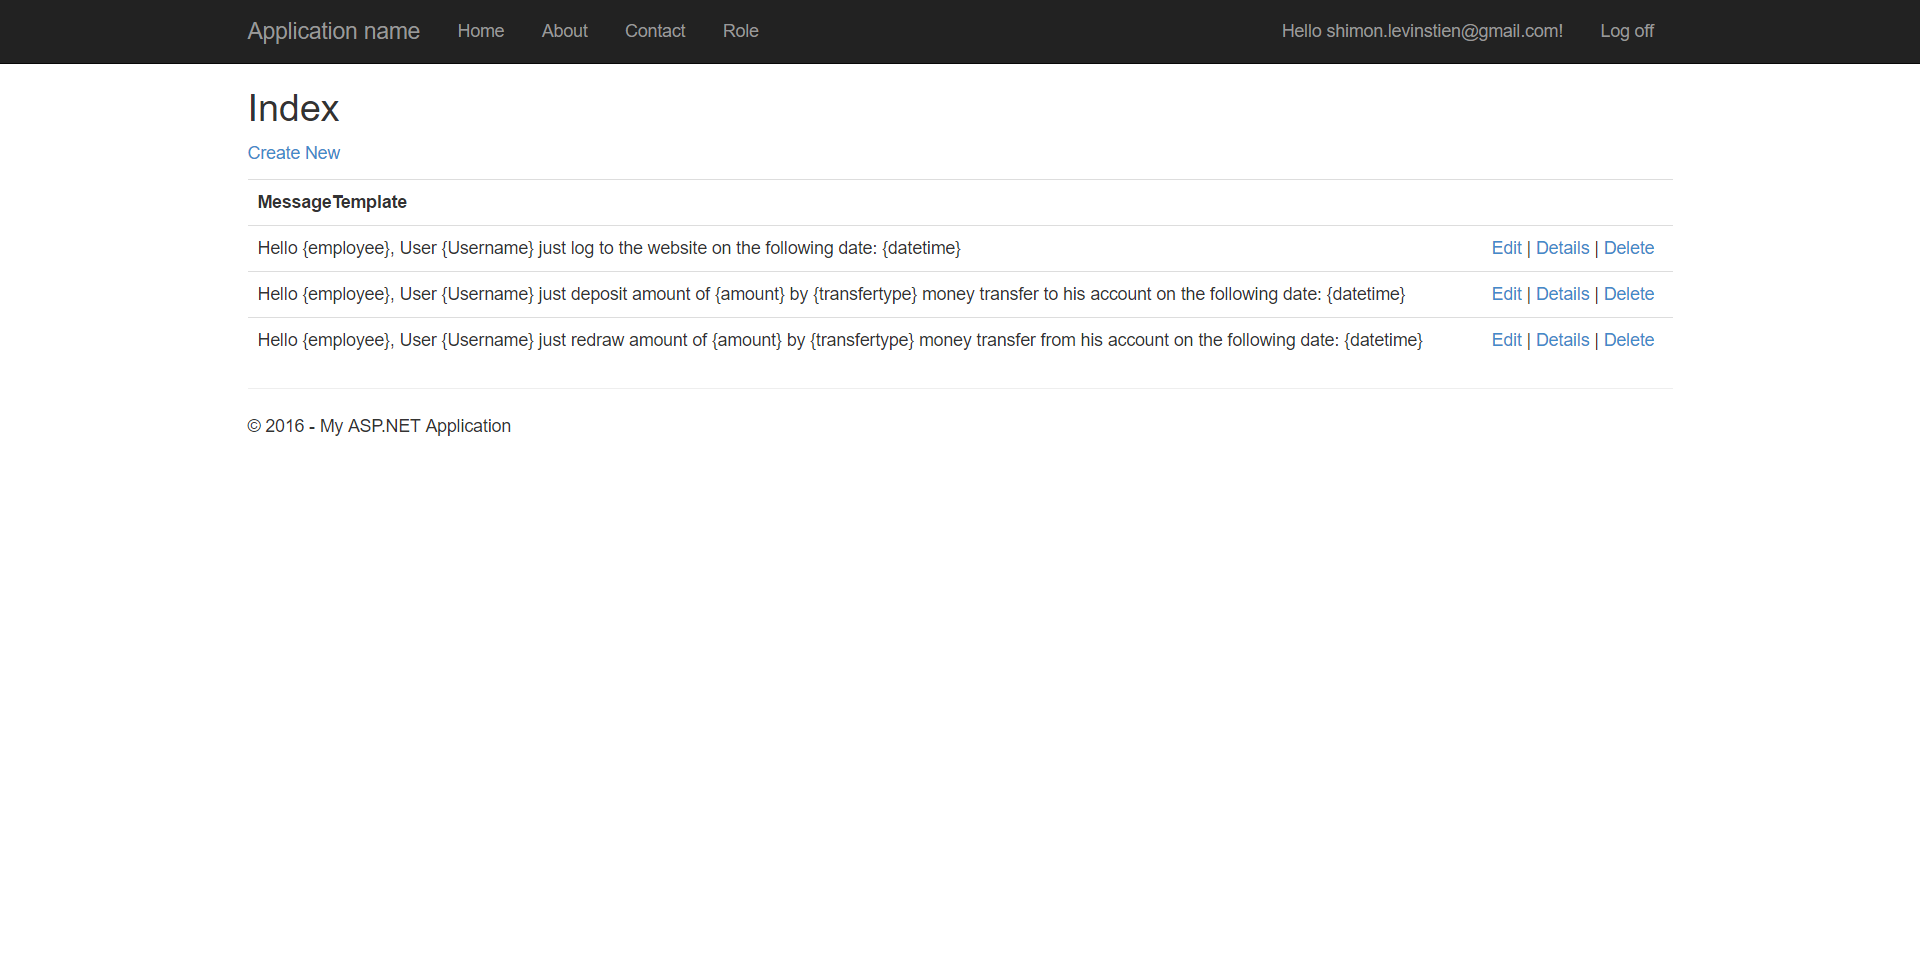 Application name Home About Contact Role Hello shimon.levinstien@gmail.com! Log off
Index
Create New
MessageTemplate
Hello {employee}, User {Username} just log to the website on the following date: {datetime} Edit | Details | Delete
Hello {employee}, User {Username} just deposit amount of {amount} by {transfertype} money transfer to his account on the following date: {datetime} Edit | Details | Delete
Hello {employee}, User {Username} just redraw amount of {amount} by {transfertype} money transfer from his account on the following date: {datetime} Edit | Details | Delete
© 2016 - My ASP.NET Application